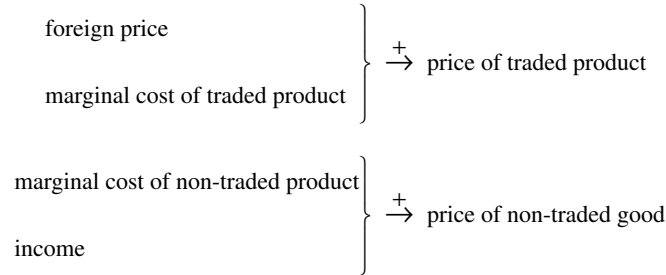 foreign price
marginal cost of traded product
+
→ price of traded product
marginal cost of non-traded product
income
+
→ price of non-traded good